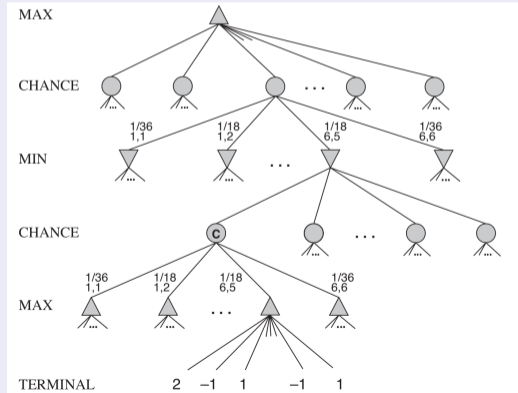 MAX
CHANCE
...
... ... ... ... ...
1/36 1/18 1/18 1/36
1,1 1,2 6,5 6,6
MIN
...
... ... ...
CHANCE
C
...
... ... ... ...
1/36 1/18 1/18 1/36
1,1 1,2 6,5 6,6
MAX
...
... ... ...
TERMINAL 2 –1 1 –1 1